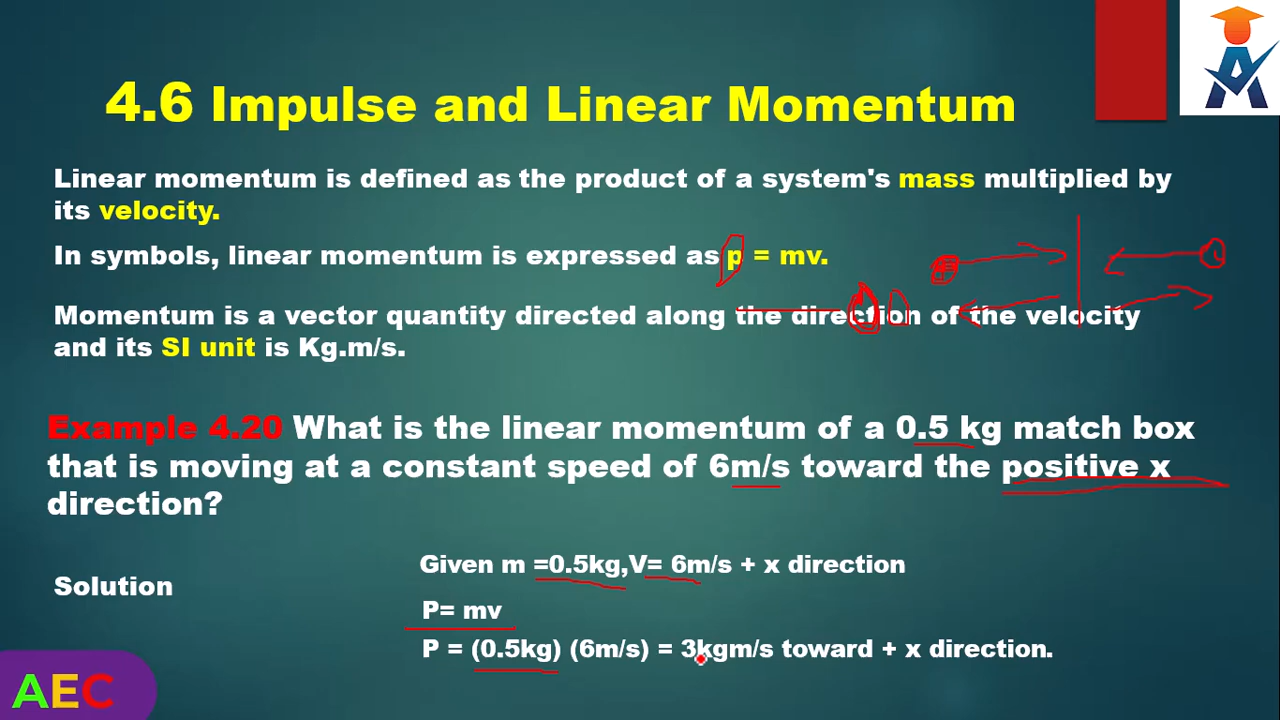 4.6 Impulse and Linear Momentum
Linear momentum is defined as the product of a system's mass multiplied by
its velocity.
In symbols, linear momentum is expressed as p = mv.
Momentum is a vector quantity directed along the direction of the velocity
and its SI unit is Kg.m/s.
Example 4.20 What is the linear momentum of a 0.5 kg match box
that is moving at a constant speed of 6m/s toward the positive x
direction?
Solution
Given m =0.5kg,V= 6m/s + x direction
P= mv
P = (0.5kg) (6m/s) = 3kgm/s toward + x direction.
AEC